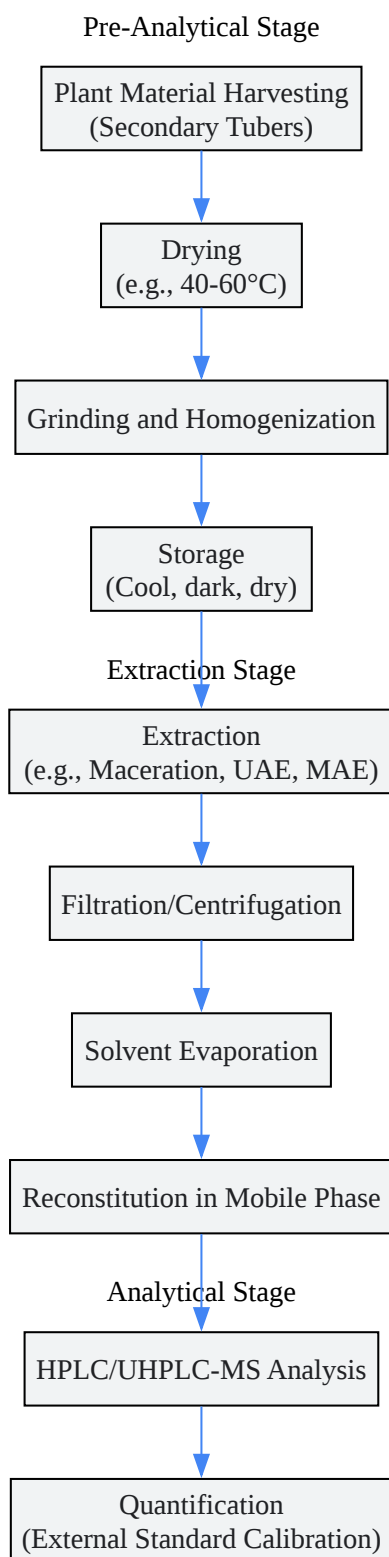 Pre-Analytical Stage
Plant Material Harvesting
(Secondary Tubers)
Drying
(e.g., 40-60°C)
Grinding and Homogenization
Storage
(Cool, dark, dry)
Extraction Stage
Extraction
(e.g., Maceration, UAE, MAE)
Filtration/Centrifugation
Solvent Evaporation
Reconstitution in Mobile Phase
Analytical Stage
HPLC/UHPLC-MS Analysis
Quantification
(External Standard Calibration)